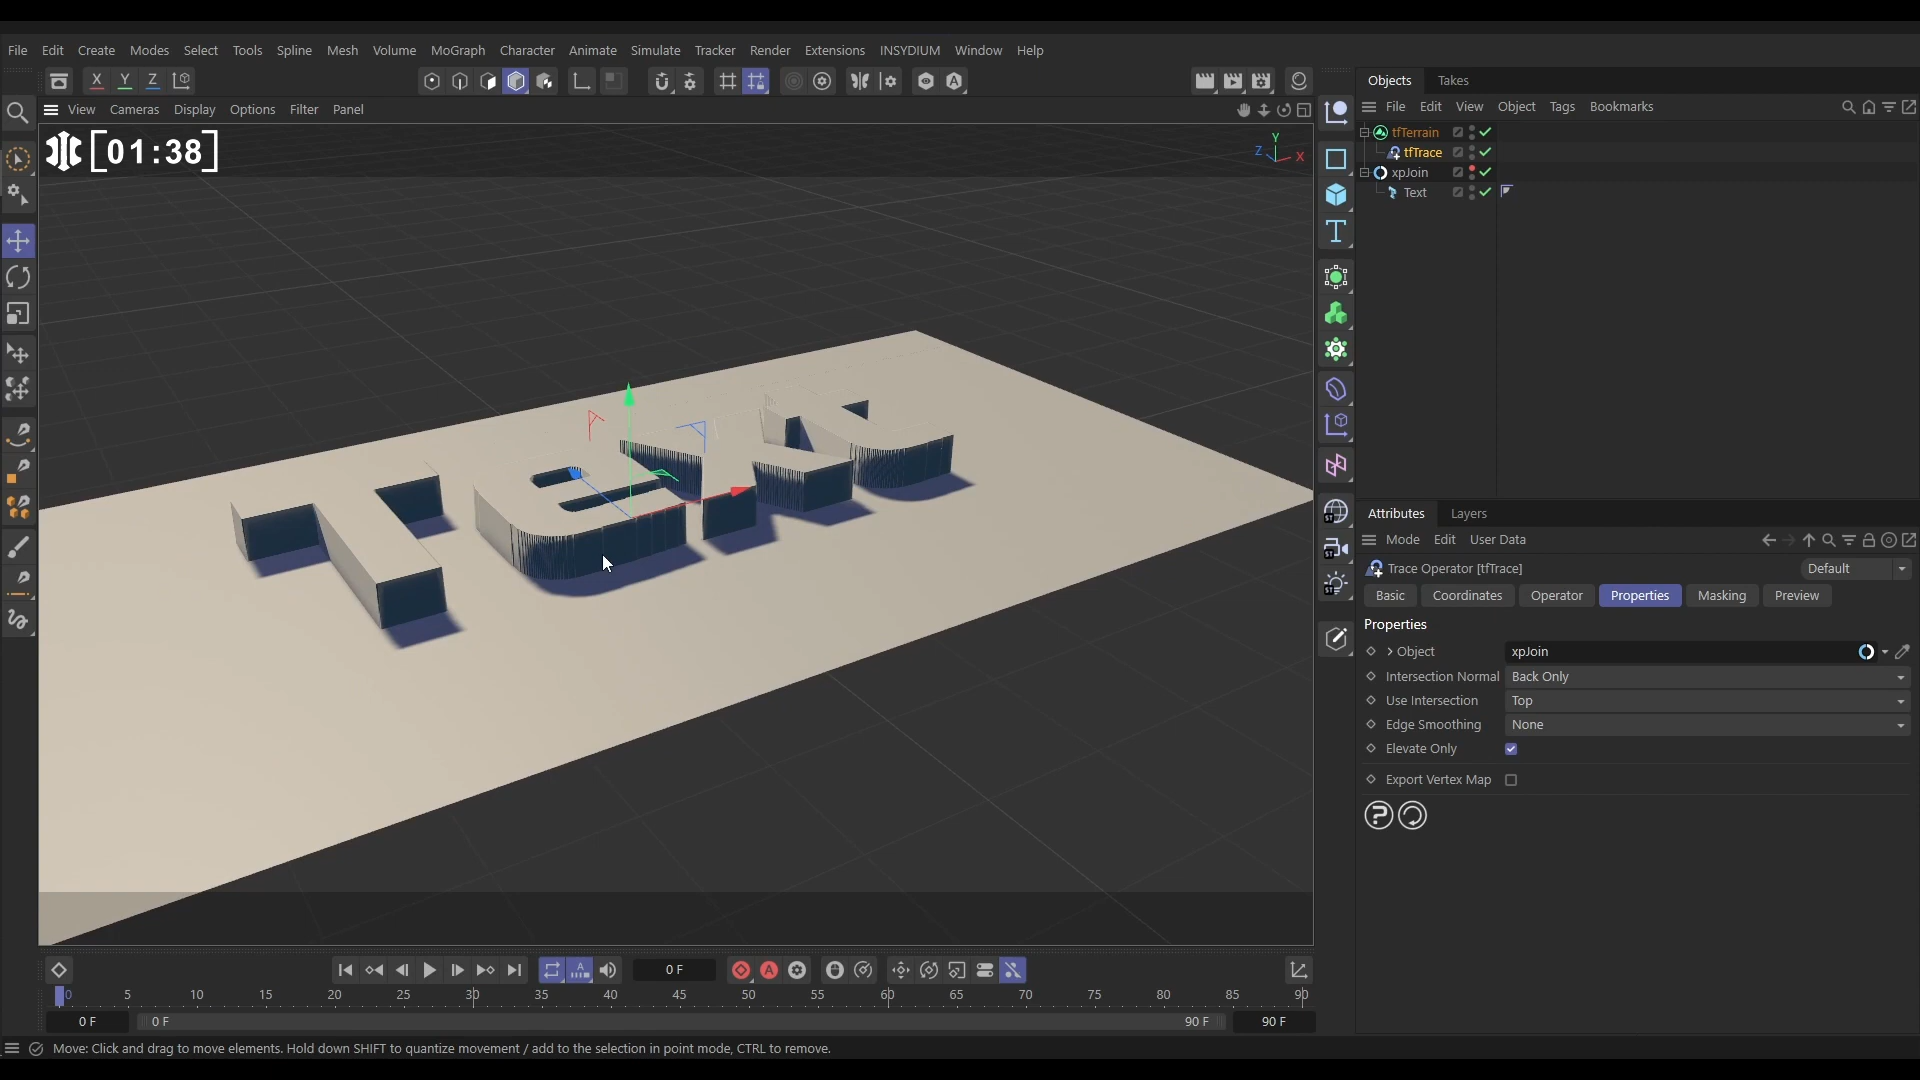 File Edit Create Modes Select Tools Spline Mesh Volume MoGraph Character Animate Simulate Tracker Render Extensions INSYDIUM Window Help
X Y Z
View Cameras Display Options Filter Panel
[01:38]
Y
Z X
Text
0 F
0 5 10 15 20 25 30 35 40 45 50 55 60 65 70 75 80 85 90
0 F 0 F 90 F 90 F
Move: Click and drag to move elements. Hold down SHIFT to quantize movement / add to the selection in point mode, CTRL to remove.
Objects Takes
File Edit View Object Tags Bookmarks
tfTerrain
tfTrace
xpJoin
Text
Attributes Layers
Mode Edit User Data
Trace Operator [tfTrace] Default
Basic Coordinates Operator Properties Masking Preview
Properties
Object xpJoin
Intersection Normal Back Only
Use Intersection Top
Edge Smoothing None
Elevate Only
Export Vertex Map